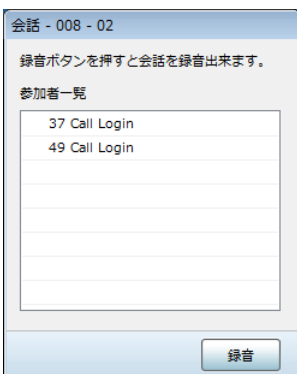 会話 - 008 - 02
録音ボタンを押すと会話を録音出来ます。
参加者一覧
37 Call Login
49 Call Login
録音